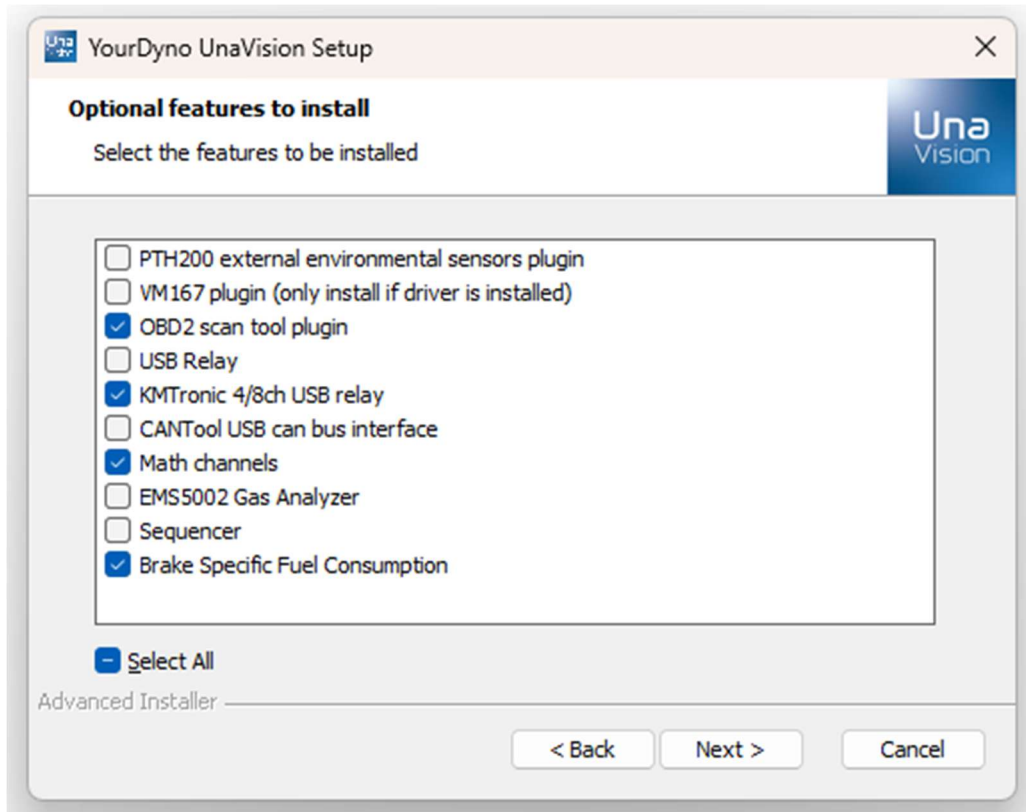 YourDyno UnaVision Setup
Optional features to install
Select the features to be installed
Una
Vision
PTH200 external environmental sensors plugin
VM167 plugin (only install if driver is installed)
OBD2 scan tool plugin
USB Relay
KMTronic 4/8ch USB relay
CANTool USB can bus interface
Math channels
EMS5002 Gas Analyzer
Sequencer
Brake Specific Fuel Consumption
Select All
Advanced Installer
< Back Next > Cancel